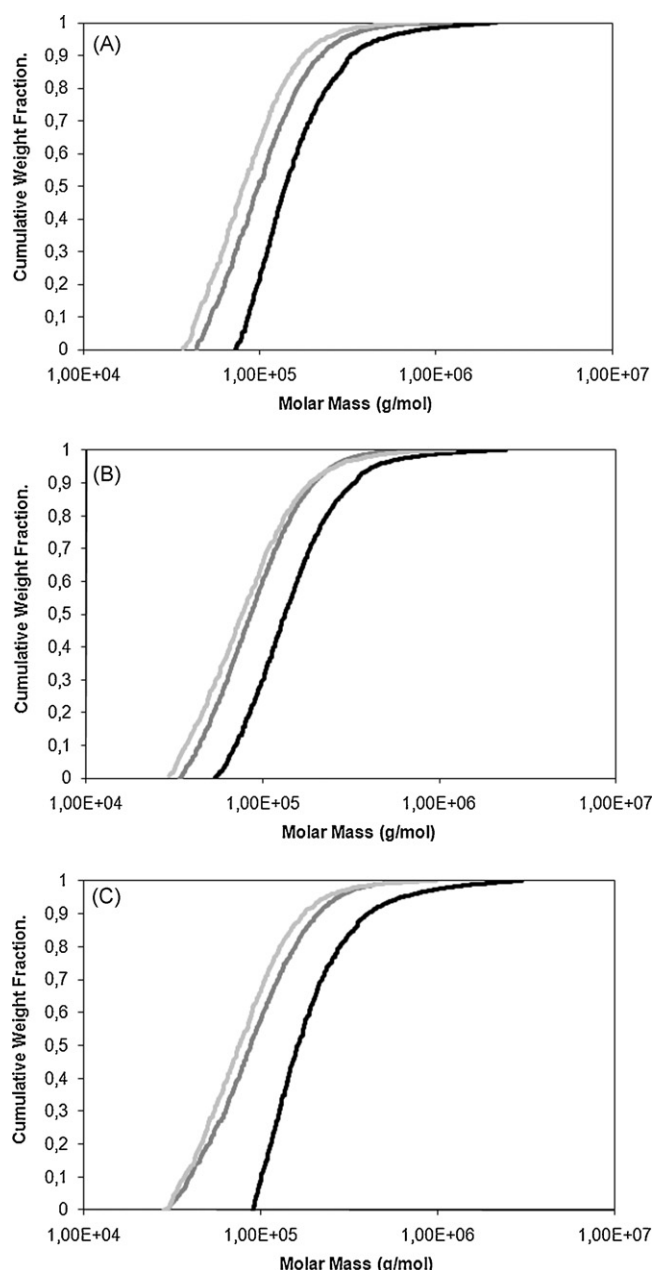 (A)
Cumulative Weight Fraction.
1
0,9
0,8
0,7
0,6
0,5
0,4
0,3
0,2
0,1
0
1,00E+04 1,00E+05 1,00E+06 1,00E+07
Molar Mass (g/mol)
(B)
Cumulative Weight Fraction.
1
0,9
0,8
0,7
0,6
0,5
0,4
0,3
0,2
0,1
0
1,00E+04 1,00E+05 1,00E+06 1,00E+07
Molar Mass (g/mol)
(C)
Cumulative Weight Fraction.
1
0,9
0,8
0,7
0,6
0,5
0,4
0,3
0,2
0,1
0
1,00E+04 1,00E+05 1,00E+06 1,00E+07
Molar Mass (g/mol)